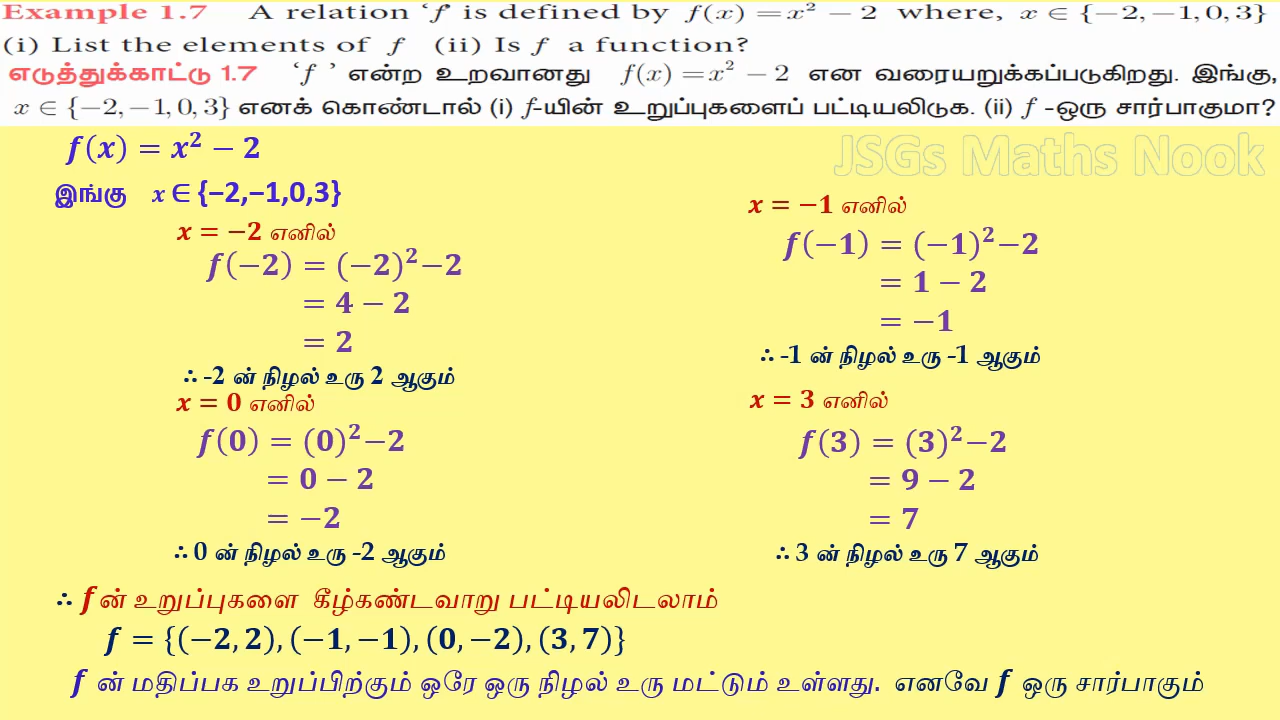 Example 1.7 A relation ‘f’ is defined by f(x) = x² − 2 where, x ∈ {−2, −1, 0, 3}
(i) List the elements of f (ii) Is f a function?
எடுத்துக்காட்டு 1.7 ‘f ’ என்ற உறவானது f(x) = x² − 2 என வரையறுக்கப்படுகிறது. இங்கு,
x ∈ {−2, −1, 0, 3} எனக் கொண்டால் (i) f-யின் உறுப்புகளைப் பட்டியலிடுக. (ii) f -ஒரு சார்பாகுமா?
JSGs Maths Nook
f(x) = x² − 2
இங்கு x ∈ {−2,−1,0,3}
x = −2 எனில்
f(−2) = (−2)² −2
= 4 − 2
= 2
∴ -2 ன் நிழல் உரு 2 ஆகும்
x = −1 எனில்
f(−1) = (−1)² −2
= 1 − 2
= −1
∴ -1 ன் நிழல் உரு -1 ஆகும்
x = 0 எனில்
f(0) = (0)² −2
= 0 − 2
= −2
∴ 0 ன் நிழல் உரு -2 ஆகும்
x = 3 எனில்
f(3) = (3)² −2
= 9 − 2
= 7
∴ 3 ன் நிழல் உரு 7 ஆகும்
∴ fன் உறுப்புகளை கீழ்கண்டவாறு பட்டியலிடலாம்
f = {(−2, 2), (−1, −1), (0, −2), (3, 7)}
f ன் மதிப்பக உறுப்பிற்கும் ஒரே ஒரு நிழல் உரு மட்டும் உள்ளது. எனவே f ஒரு சார்பாகும்